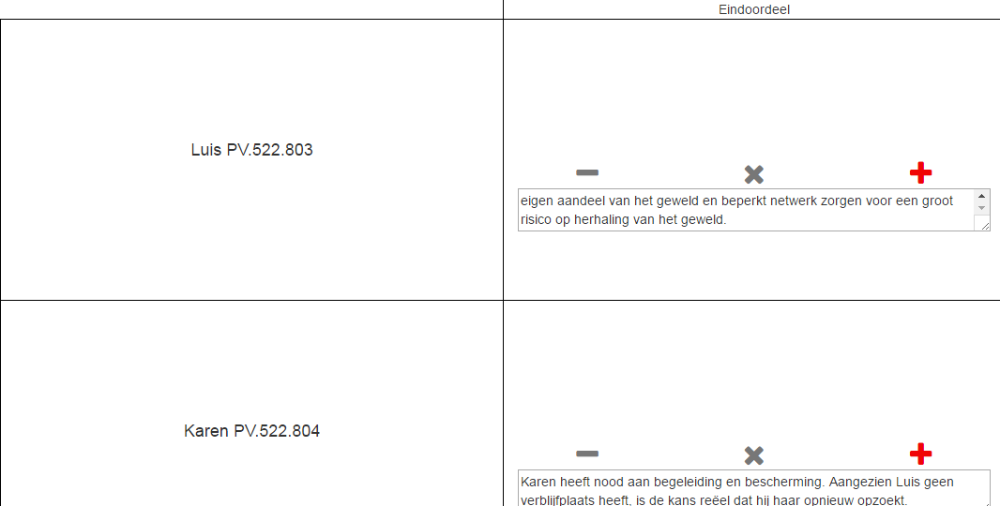 Eindoordeel
Luis PV.522.803
eigen aandeel van het geweld en beperkt netwerk zorgen voor een groot
risico op herhaling van het geweld.
Karen PV.522.804
Karen heeft nood aan begeleiding en bescherming. Aangezien Luis geen
verblijfplaats heeft, is de kans reëel dat hij haar opnieuw opzoekt.